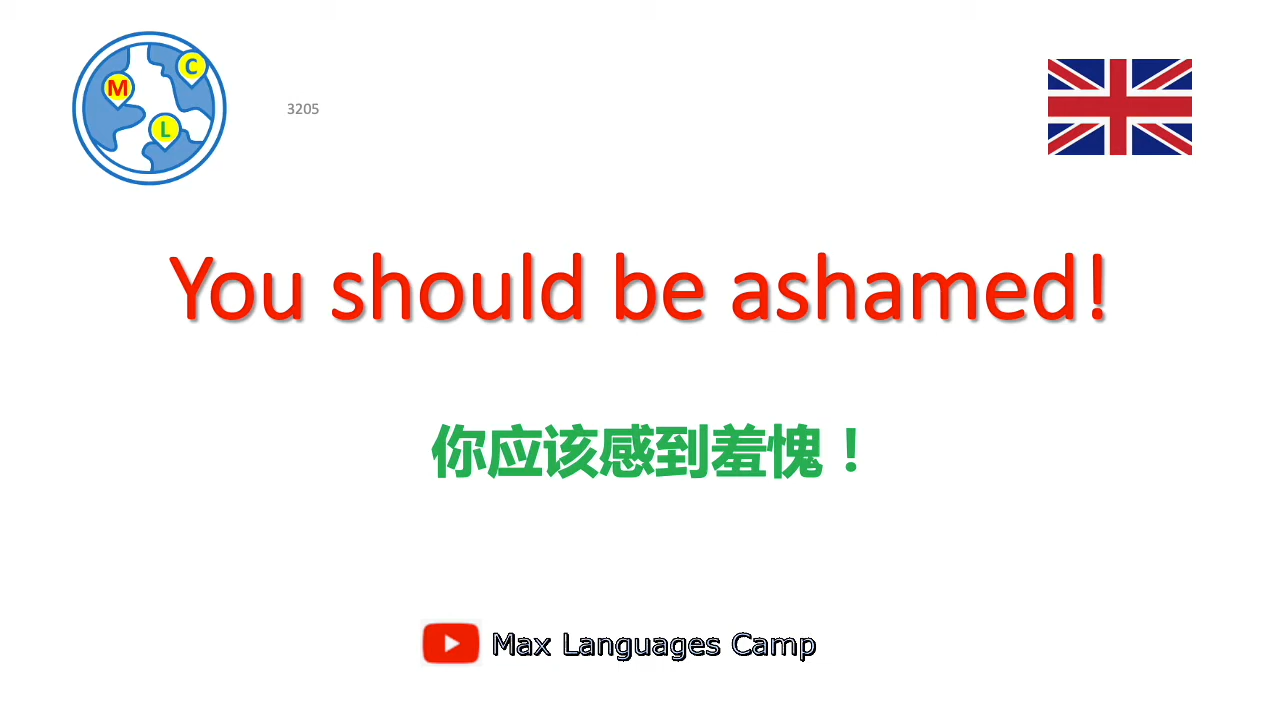 M
C
L
3205
You should be ashamed!
你应该感到羞愧！
Max Languages Camp